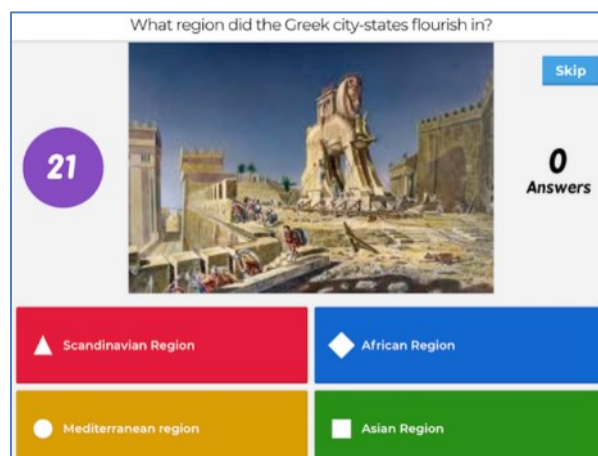 What region did the Greek city-states flourish in?
Skip
21
0
Answers
Scandinavian Region
African Region
Mediterranean region
Asian Region